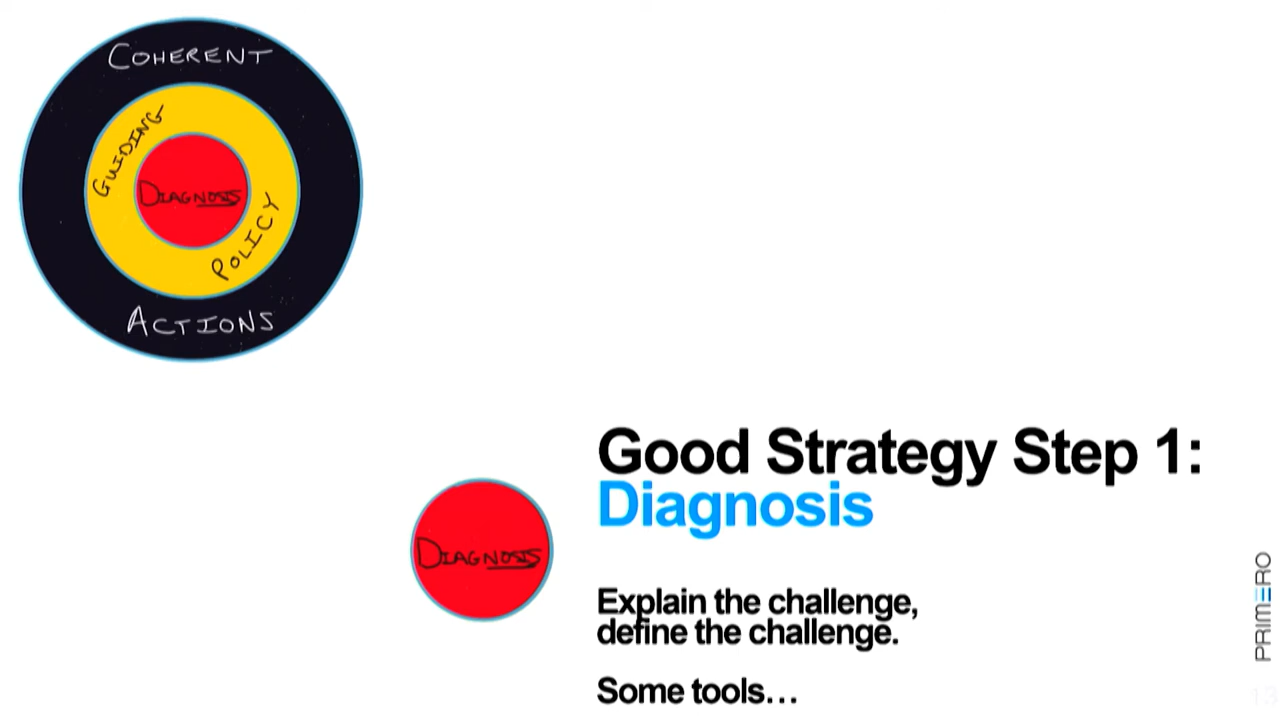 COHERENT
GUIDING
DIAGNOSIS
POLICY
ACTIONS
Good Strategy Step 1:
Diagnosis
DIAGNOSIS
Explain the challenge,
define the challenge.
Some tools…
PRIMERO
13